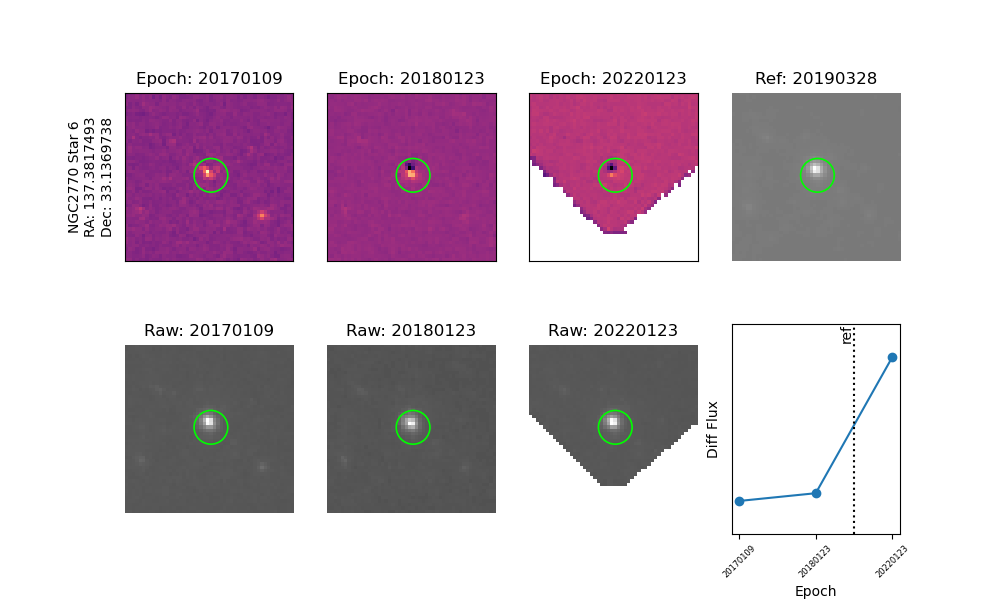 Epoch: 20170109
Epoch: 20180123
Epoch: 20220123
Ref: 20190328
NGC2770 Star 6
RA: 137.3817493
Dec: 33.1369738
Raw: 20170109
Raw: 20180123
Raw: 20220123
ref
Diff Flux
20170109
20180123
20220123
Epoch